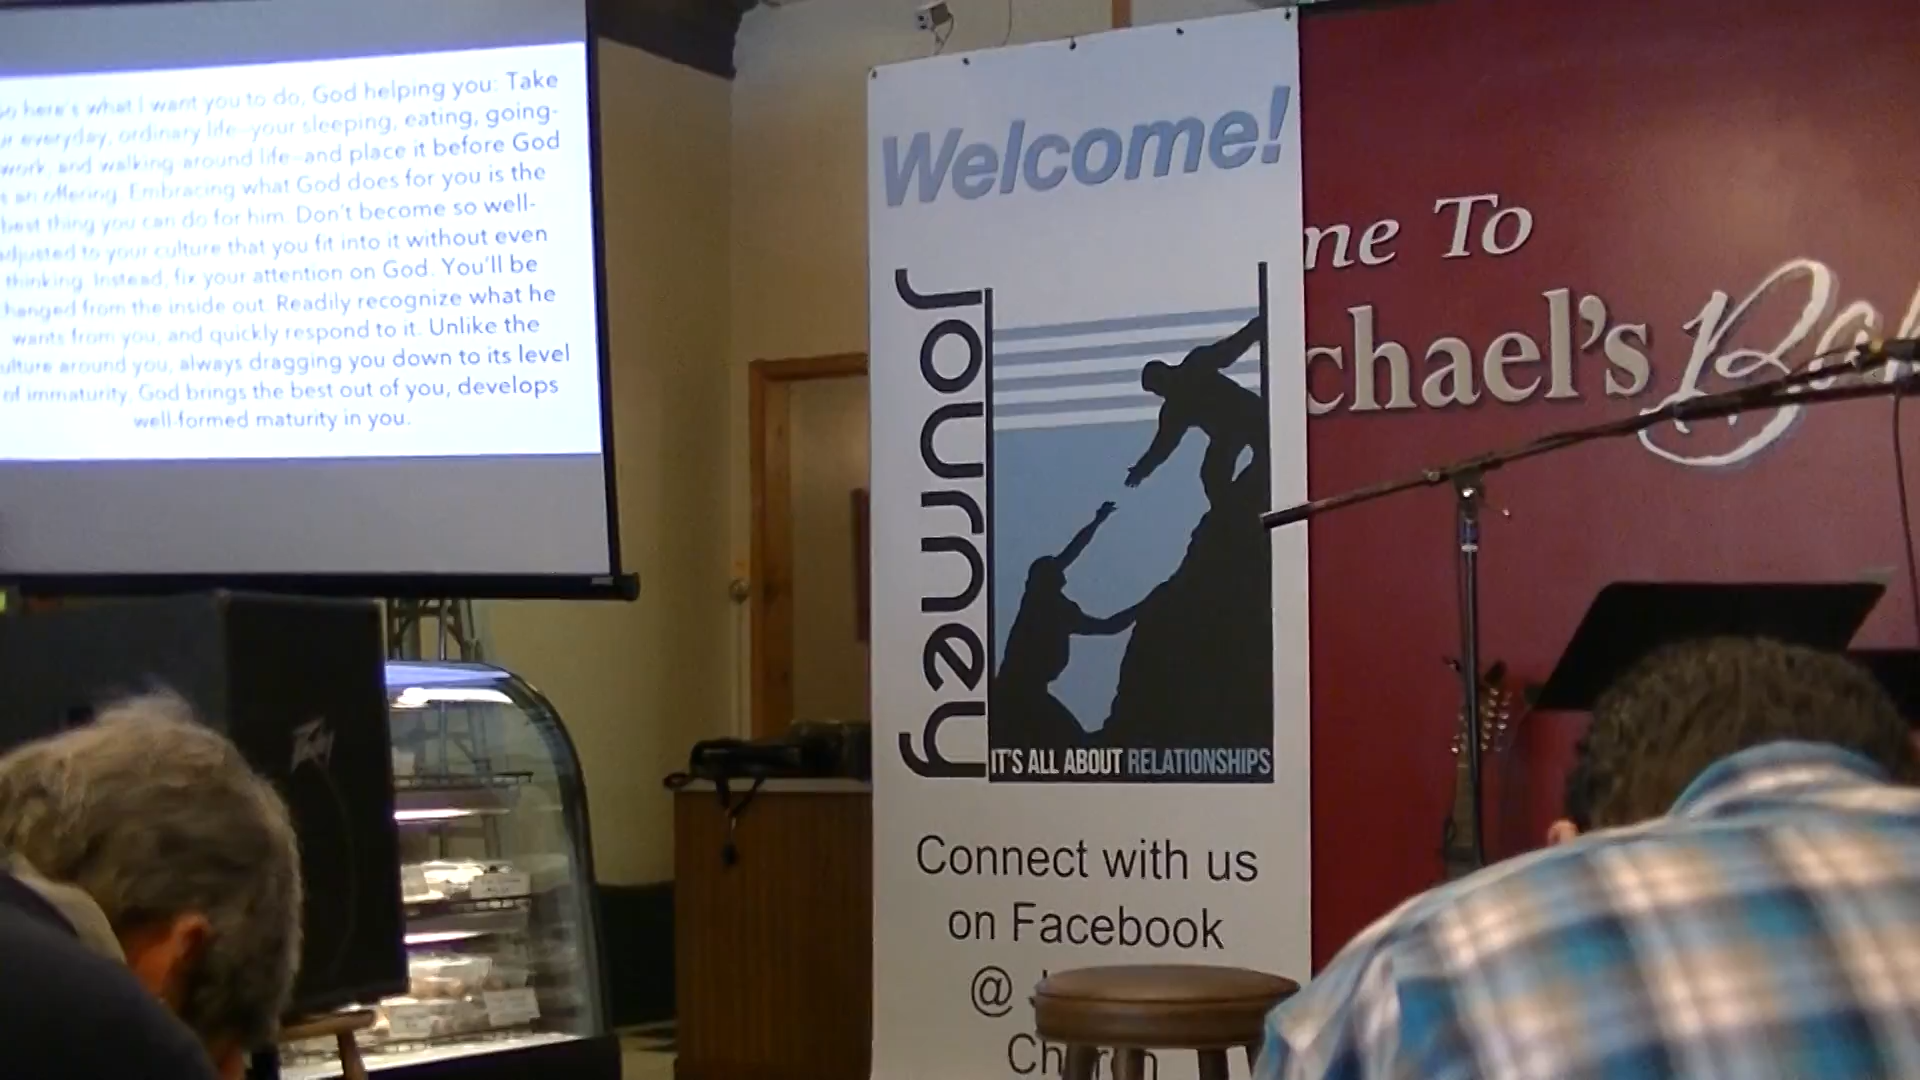 here's what I want you to do, God helping you: Take
everyday, ordinary life—your sleeping, eating, going-
work, and walking around life—and place it before God
an offering. Embracing what God does for you is the
best thing you can do for him. Don't become so well-
adjusted to your culture that you fit into it without even
thinking. Instead, fix your attention on God. You'll be
hanged from the inside out. Readily recognize what he
wants from you, and quickly respond to it. Unlike the
ulture around you, always dragging you down to its level
of immaturity, God brings the best out of you, develops
well-formed maturity in you.
Welcome!
Journey
IT'S ALL ABOUT RELATIONSHIPS
Connect with us
on Facebook
@
Church
me To
chael's